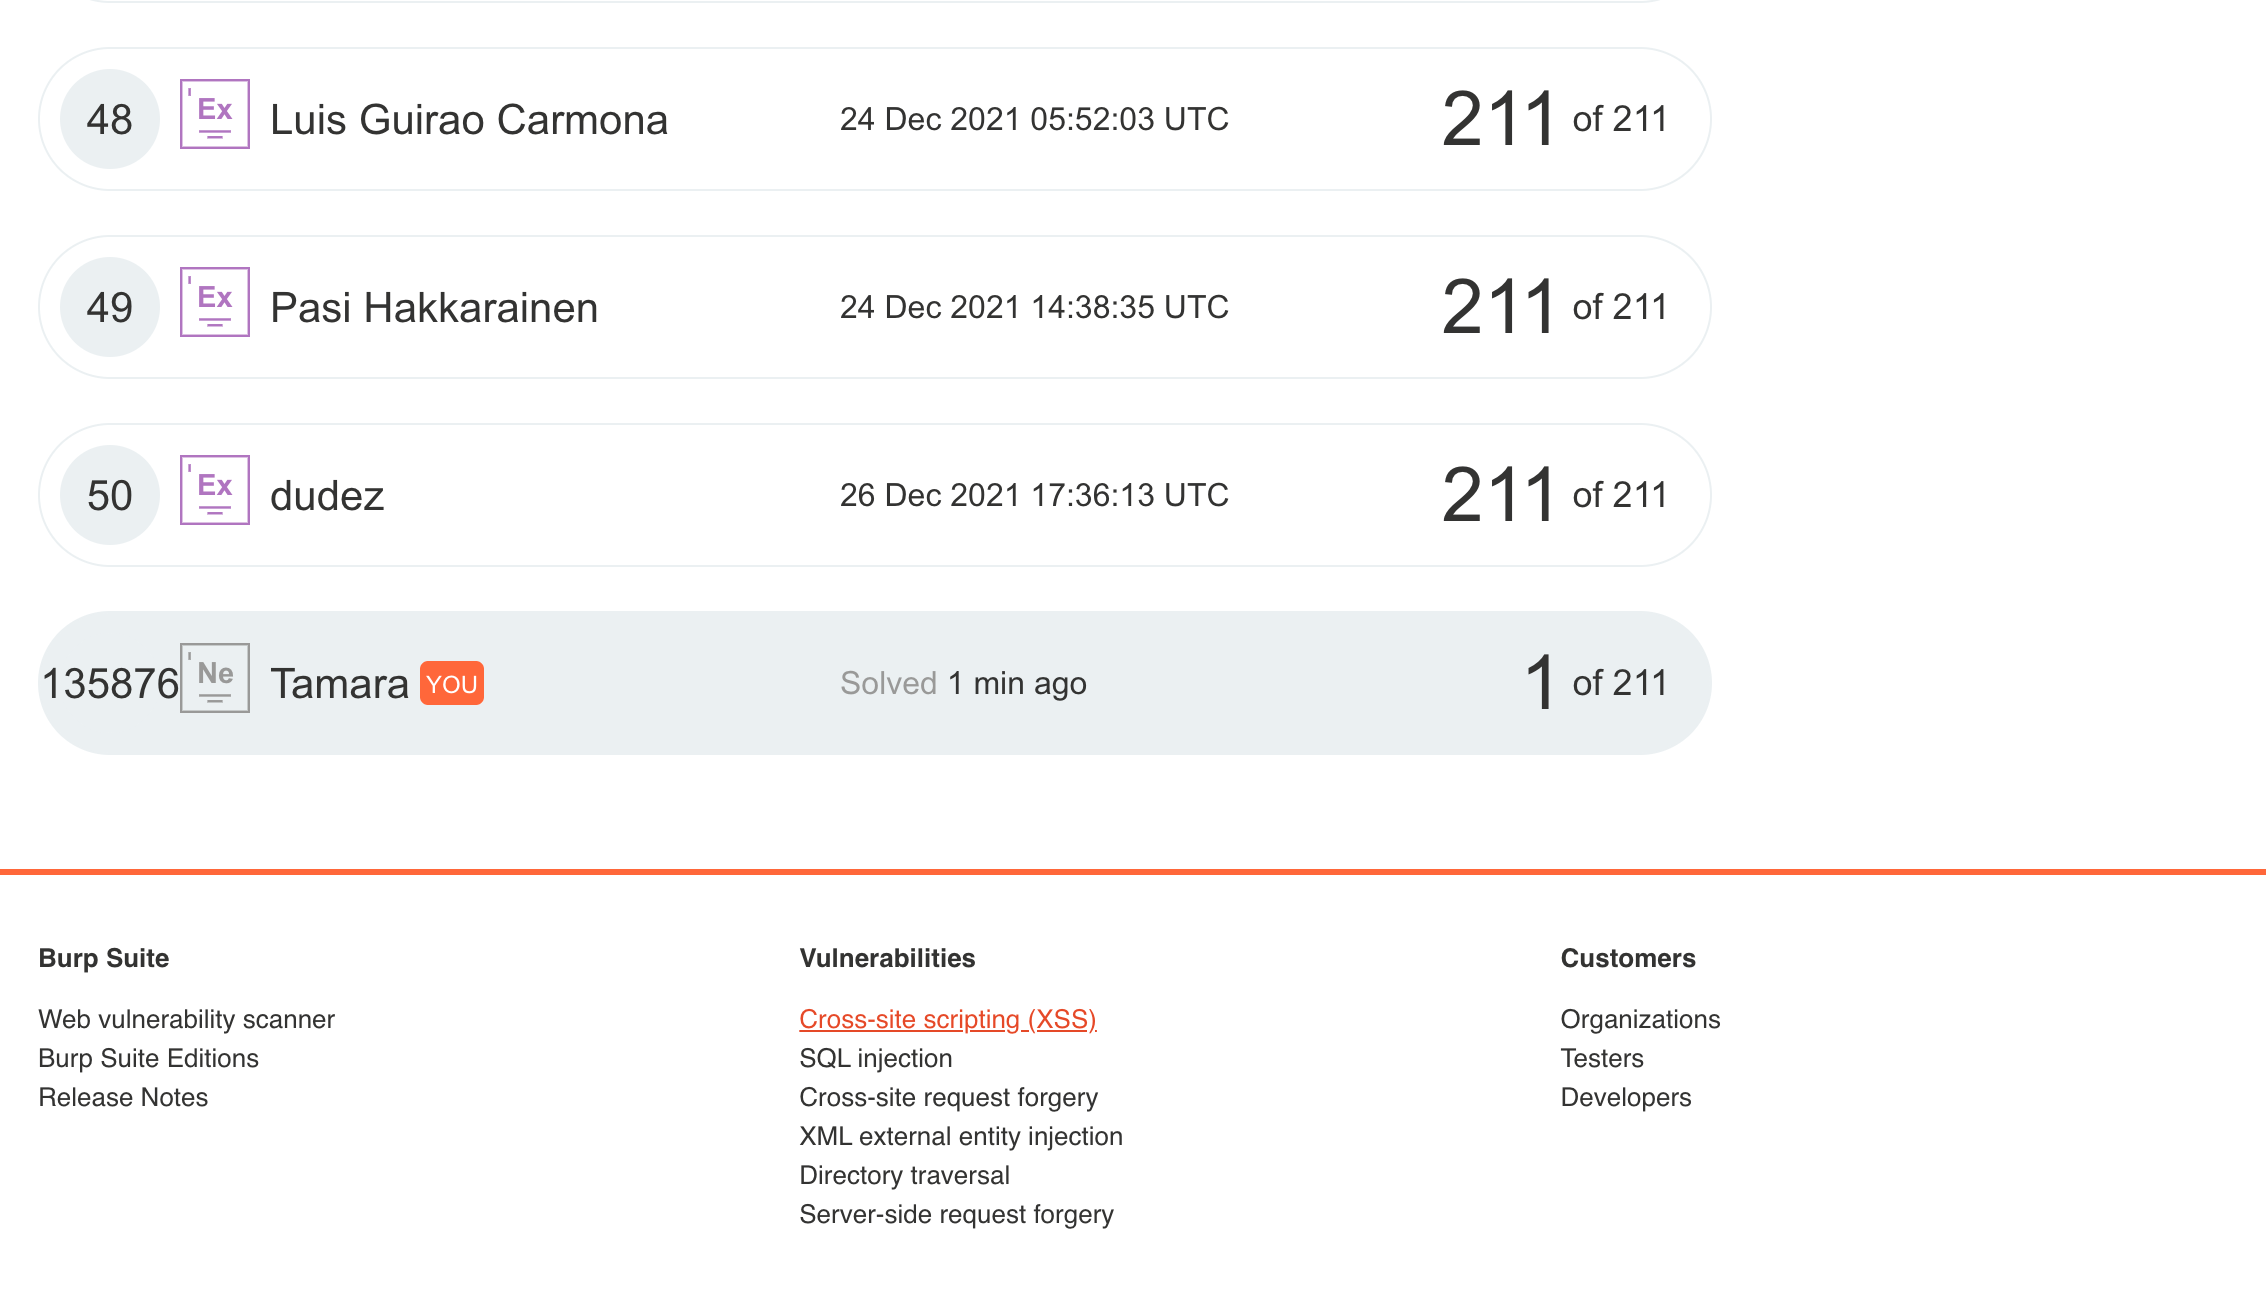 48 Ex Luis Guirao Carmona 24 Dec 2021 05:52:03 UTC 211 of 211
49 Ex Pasi Hakkarainen 24 Dec 2021 14:38:35 UTC 211 of 211
50 Ex dudez 26 Dec 2021 17:36:13 UTC 211 of 211
135876 Ne Tamara YOU Solved 1 min ago 1 of 211
Burp Suite
Web vulnerability scanner
Burp Suite Editions
Release Notes
Vulnerabilities
Cross-site scripting (XSS)
SQL injection
Cross-site request forgery
XML external entity injection
Directory traversal
Server-side request forgery
Customers
Organizations
Testers
Developers